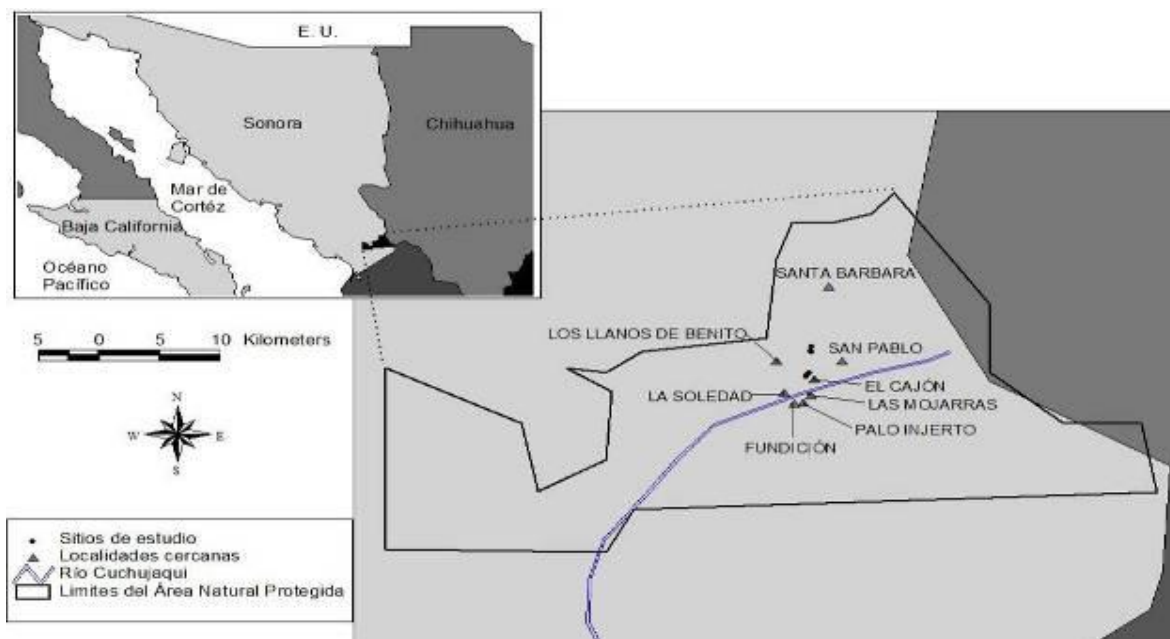 E. U.
Sonora
Chihuahua
Mar de
Cortéz
Baja California
Océano
Pacífico
SANTA BARBARA
5 0 5 10 Kilometers
LOS LLANOS DE BENITO
SAN PABLO
EL CAJÓN
LA SOLEDAD
LAS MOJARRAS
PALO INJERTO
FUNDICIÓN
N
W E
S
Sitios de estudio
Localidades cercanas
Río Cuchujaqui
Limites del Área Natural Protegida